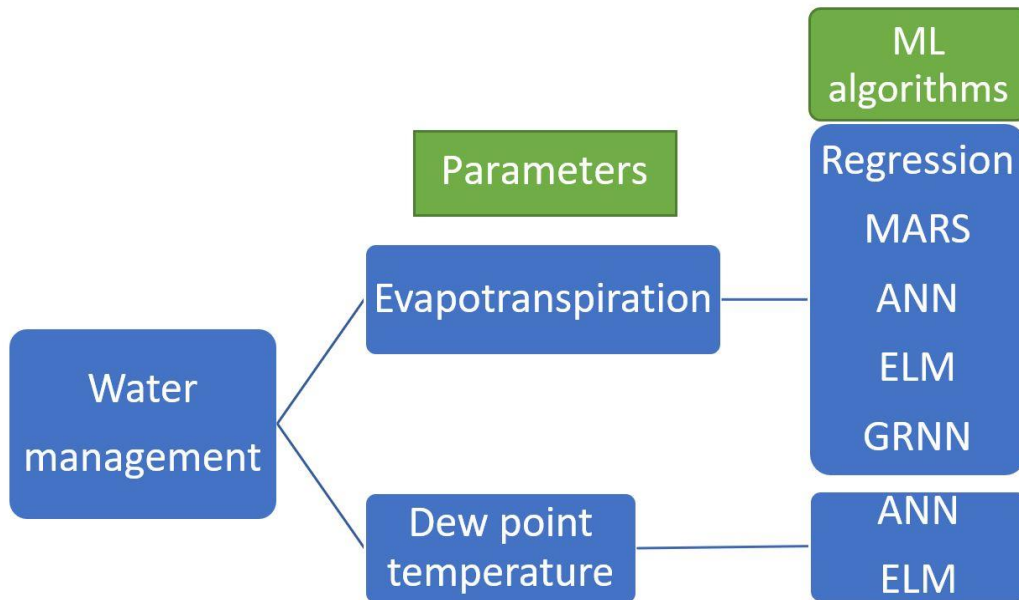 ML
algorithms
Parameters
Regression
MARS
ANN
ELM
GRNN
Evapotranspiration
Water
management
Dew point
temperature
ANN
ELM